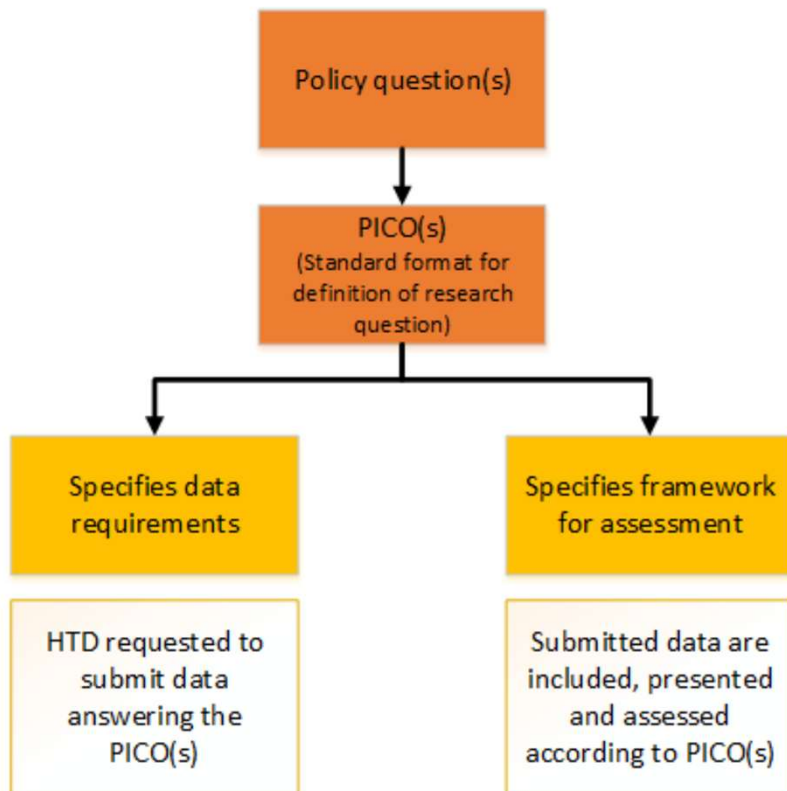 Policy question(s)
PICO(s)
(Standard format for
definition of research
question)
Specifies data
requirements
Specifies framework
for assessment
HTD requested to
submit data
answering the
PICO(s)
Submitted data are
included, presented
and assessed
according to PICO(s)